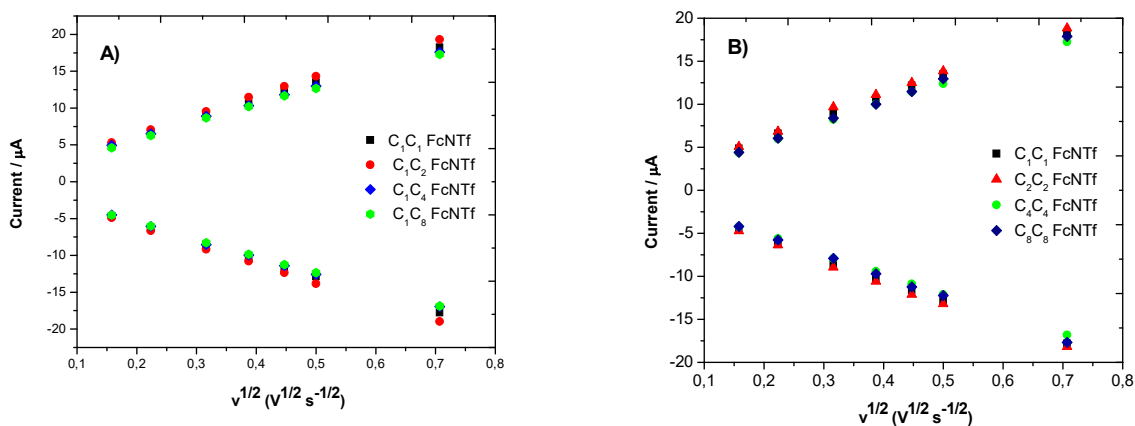 A)
Current / μA
20
15
10
5
0
-5
-10
-15
-20
0,1 0,2 0,3 0,4 0,5 0,6 0,7 0,8
v1/2 (V1/2 s-1/2)
C1C1 FcNTf
C1C2 FcNTf
C1C4 FcNTf
C1C8 FcNTf
B)
Current / μA
20
15
10
5
0
-5
-10
-15
-20
0,1 0,2 0,3 0,4 0,5 0,6 0,7 0,8
v1/2 (V1/2 s-1/2)
C1C1 FcNTf
C2C2 FcNTf
C4C4 FcNTf
C8C8 FcNTf